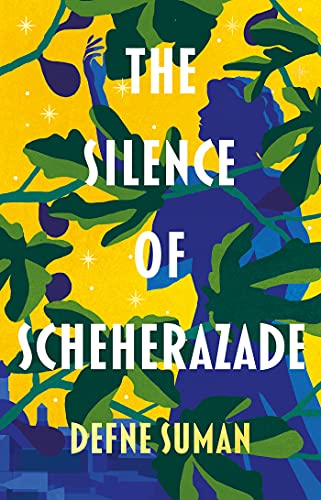 THE
SILENCE
OF
SCHEHERAZADE
DEFNE SUMAN